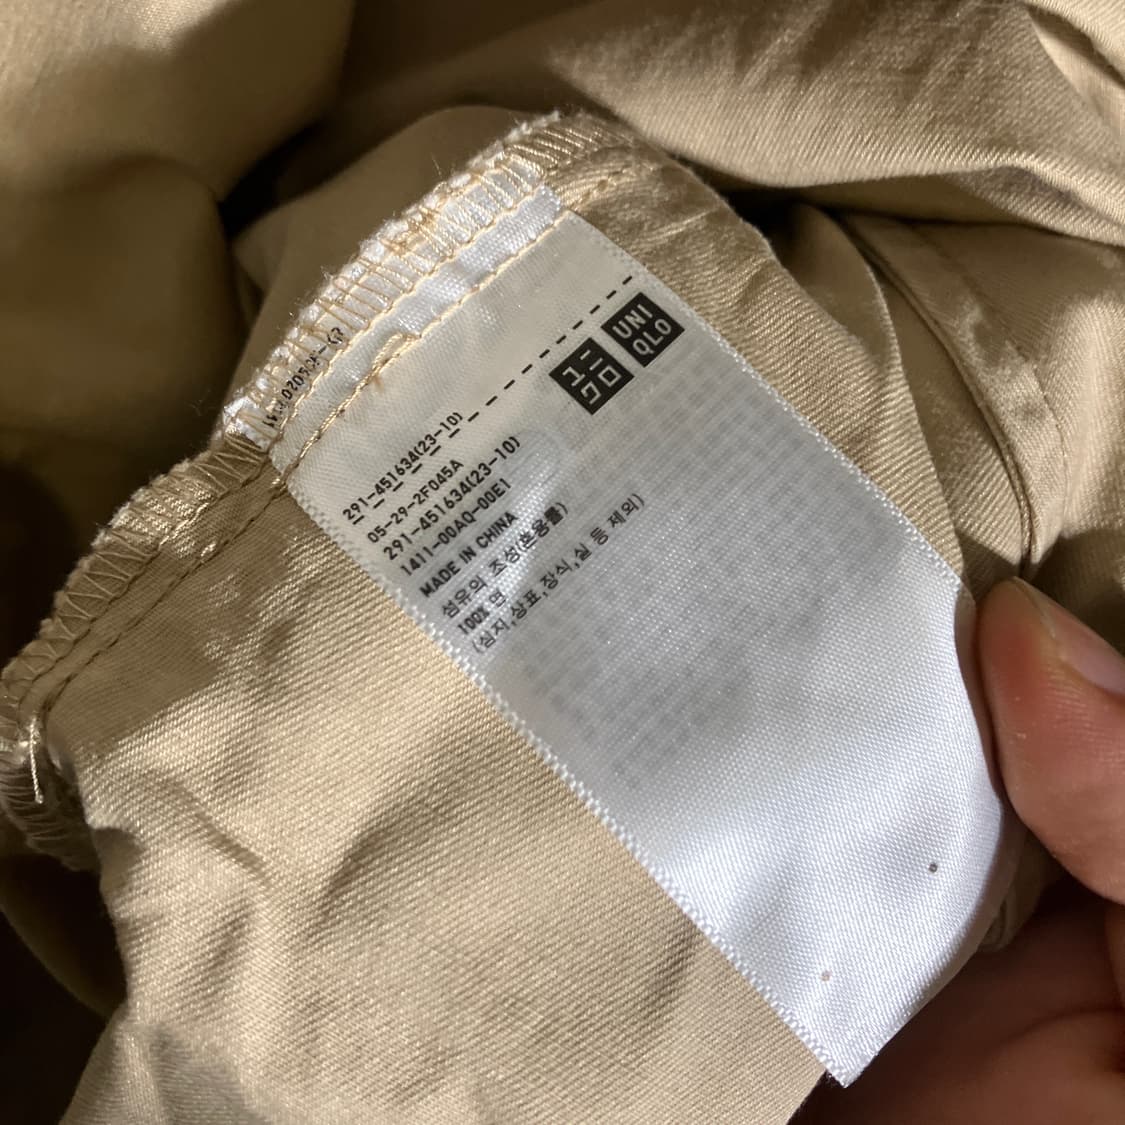 UNI
QLO
ユニ
クロ
291-451634(23-10)
05-29-2F045A
291-451634(23-10)
1411-00AQ-00E1
MADE IN CHINA
섬유의 조성(혼용률)
100% 면
(심지,상표,장식,실 등 제외)